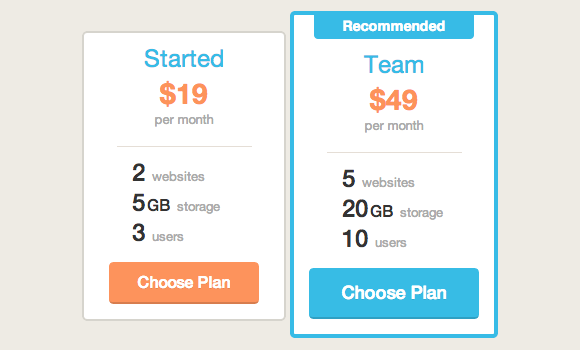 Started
$19
per month
2 websites
5GB storage
3 users
Choose Plan
Recommended
Team
$49
per month
5 websites
20GB storage
10 users
Choose Plan